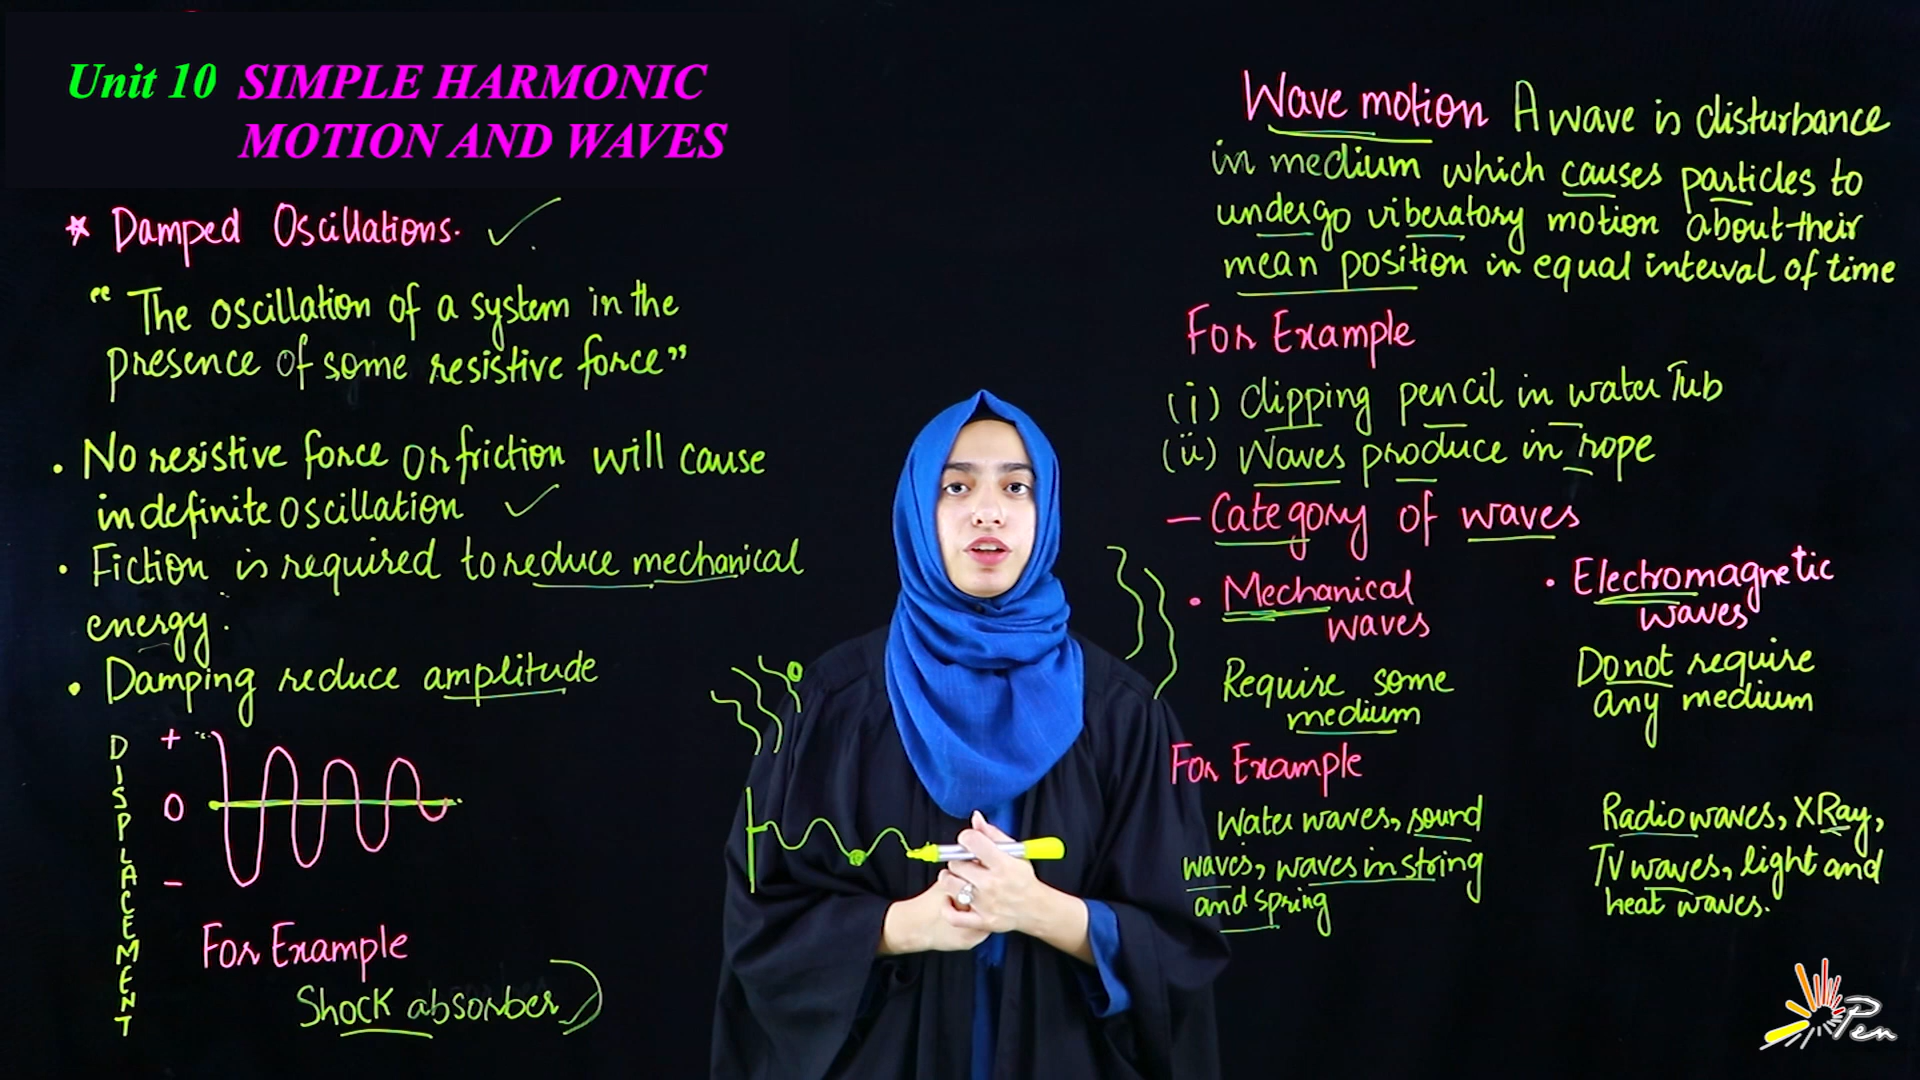 Unit 10 SIMPLE HARMONIC
MOTION AND WAVES
* Damped Oscillations.
"The oscillation of a system in the
presence of some resistive force"
. No resistive force or friction will cause
indefinite oscillation
. Fiction is required to reduce mechanical
energy.
. Damping reduce amplitude
DISPLACEMENT
+
0
-
For Example
Shock absorber
Wave motion A wave is disturbance
in medium which causes particles to
undergo viberatory motion about their
mean position in equal interval of time
For Example
(i) dipping pencil in water Tub
(ii) Waves produce in rope
- Category of waves
. Mechanical
waves
Require some
medium
For Example
Water waves, sound
waves, waves in string
and spring
. Electromagnetic
waves
Do not require
any medium
Radio waves, X Ray,
TV waves, light and
heat waves.
Pen